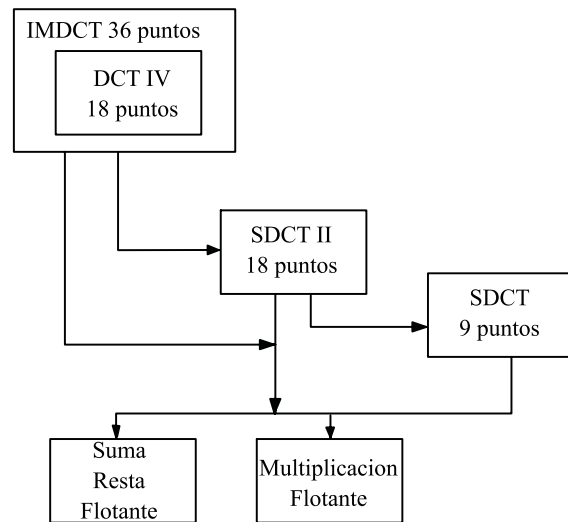 IMDCT 36 puntos
DCT IV
18 puntos
SDCT II
18 puntos
SDCT
9 puntos
Suma
Resta
Flotante
Multiplicacion
Flotante